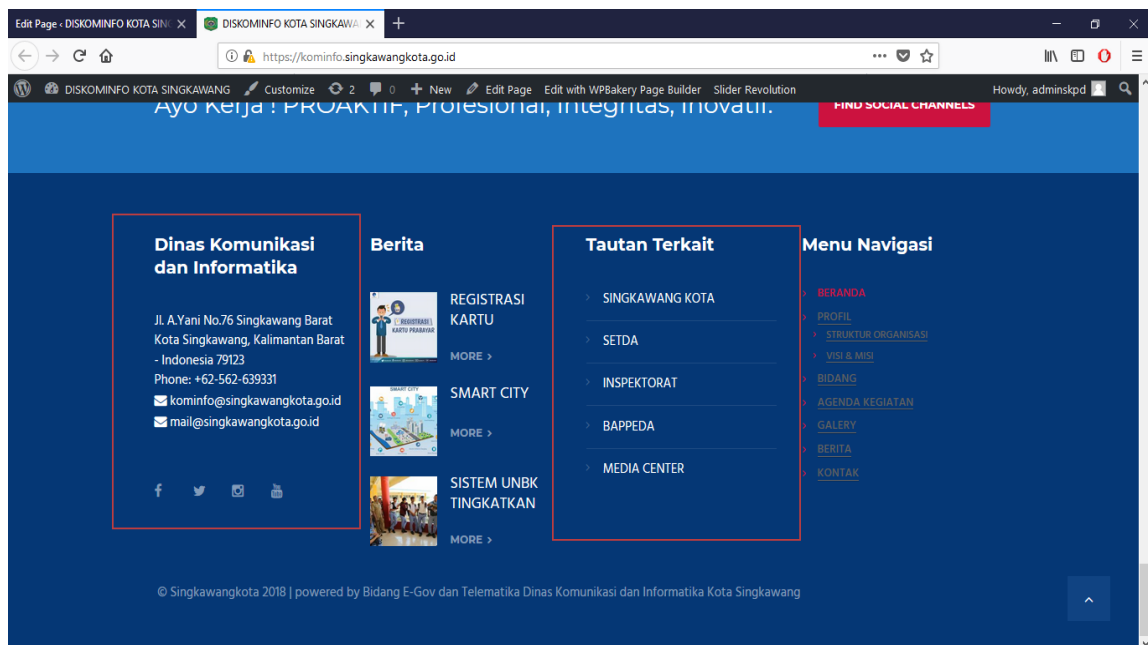 Edit Page ‹ DISKOMINFO KOTA SIN
DISKOMINFO KOTA SINGKAWA
https://kominfo.singkawangkota.go.id
DISKOMINFO KOTA SINGKAWANG
Customize
2
0
New
Edit Page
Edit with WPBakery Page Builder
Slider Revolution
Howdy, adminskpd
Ayo Kerja ! PROAKTIF, Profesional, Integritas, Inovatif.
FIND SOCIAL CHANNELS
Dinas Komunikasi
dan Informatika
Jl. A.Yani No.76 Singkawang Barat
Kota Singkawang, Kalimantan Barat
- Indonesia 79123
Phone: +62-562-639331
kominfo@singkawangkota.go.id
mail@singkawangkota.go.id
Berita
REGISTRASI
KARTU PRABAYAR
REGISTRASI
KARTU
MORE >
SMART CITY
SMART CITY
MORE >
SISTEM UNBK
TINGKATKAN
MORE >
Tautan Terkait
SINGKAWANG KOTA
SETDA
INSPEKTORAT
BAPPEDA
MEDIA CENTER
Menu Navigasi
BERANDA
PROFIL
STRUKTUR ORGANISASI
VISI & MISI
BIDANG
AGENDA KEGIATAN
GALERY
BERITA
KONTAK
© Singkawangkota 2018 | powered by Bidang E-Gov dan Telematika Dinas Komunikasi dan Informatika Kota Singkawang